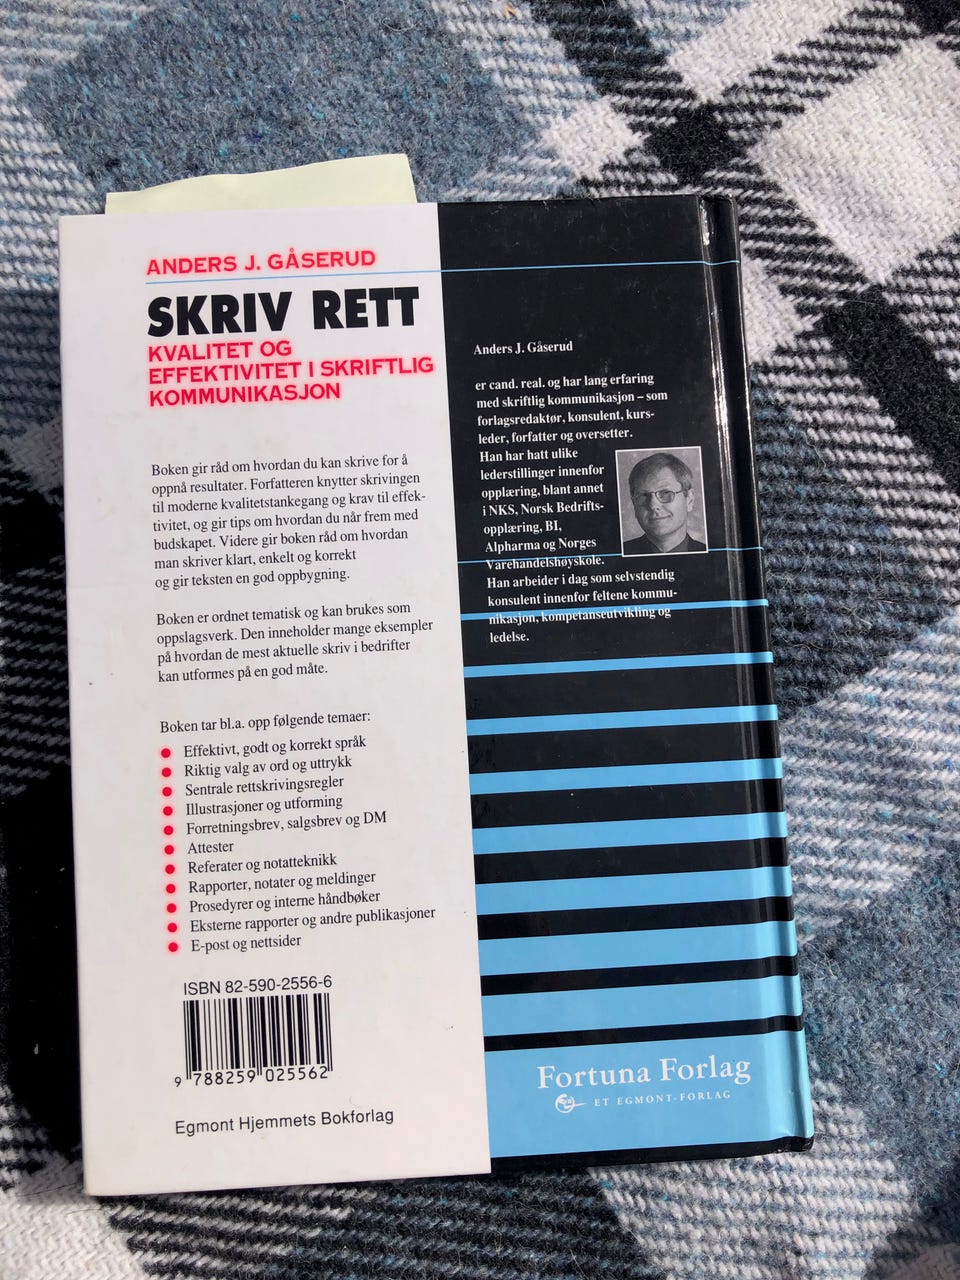 ANDERS J. GÅSERUD
SKRIV RETT
KVALITET OG
EFFEKTIVITET I SKRIFTLIG
KOMMUNIKASJON
Boken gir råd om hvordan du kan skrive for å
oppnå resultater. Forfatteren knytter skrivingen
til moderne kvalitetstankegang og krav til effek-
tivitet, og gir tips om hvordan du når frem med
budskapet. Videre gir boken råd om hvordan
man skriver klart, enkelt og korrekt
og gir teksten en god oppbygning.
Boken er ordnet tematisk og kan brukes som
oppslagsverk. Den inneholder mange eksempler
på hvordan de mest aktuelle skriv i bedrifter
kan utformes på en god måte.
Boken tar bl.a. opp følgende temaer:
Effektivt, godt og korrekt språk
Riktig valg av ord og uttrykk
Sentrale rettskrivingsregler
Illustrasjoner og utforming
Forretningsbrev, salgsbrev og DM
Attester
Referater og notatteknikk
Rapporter, notater og meldinger
Prosedyrer og interne håndbøker
Eksterne rapporter og andre publikasjoner
E-post og nettsider
ISBN 82-590-2556-6
9 788259 025562
Egmont Hjemmets Bokforlag
Anders J. Gåserud
er cand. real. og har lang erfaring
med skriftlig kommunikasjon – som
forlagsredaktør, konsulent, kurs-
leder, forfatter og oversetter.
Han har hatt ulike
lederstillinger innenfor
opplæring, blant annet
i NKS, Norsk Bedrifts-
opplæring, BI,
Alpharma og Norges
Varehandelshøyskole.
Han arbeider i dag som selvstendig
konsulent innenfor feltene kommu-
nikasjon, kompetanseutvikling og
ledelse.
Fortuna Forlag
ET EGMONT-FORLAG